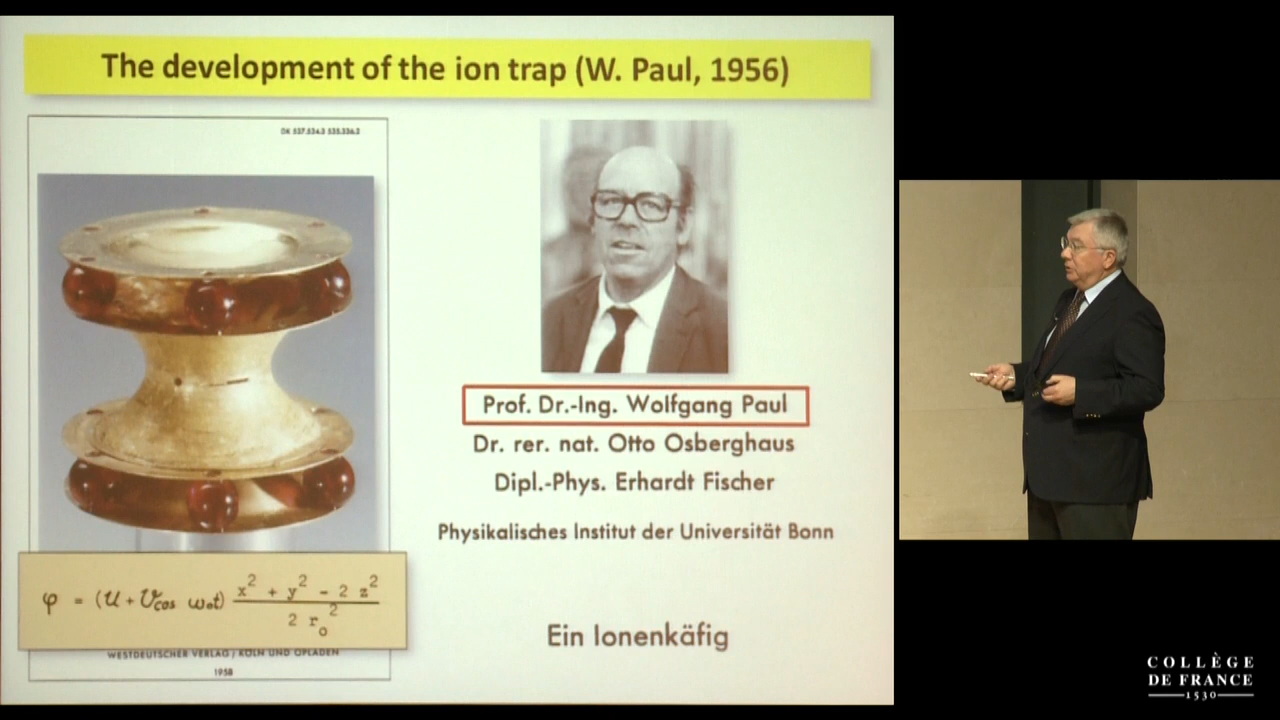 The development of the ion trap (W. Paul, 1956)
DK 537.534.3 535.336.2
Prof. Dr.-Ing. Wolfgang Paul
Dr. rer. nat. Otto Osberghaus
Dipl.-Phys. Erhardt Fischer
Physikalisches Institut der Universität Bonn
φ = (U + V cos ω₀t) (x² + y² - 2 z²) / (2 r₀²)
WESTDEUTSCHER VERLAG / KÖLN UND OPLADEN
1958
Ein Ionenkäfig
COLLÈGE
DE FRANCE
1530